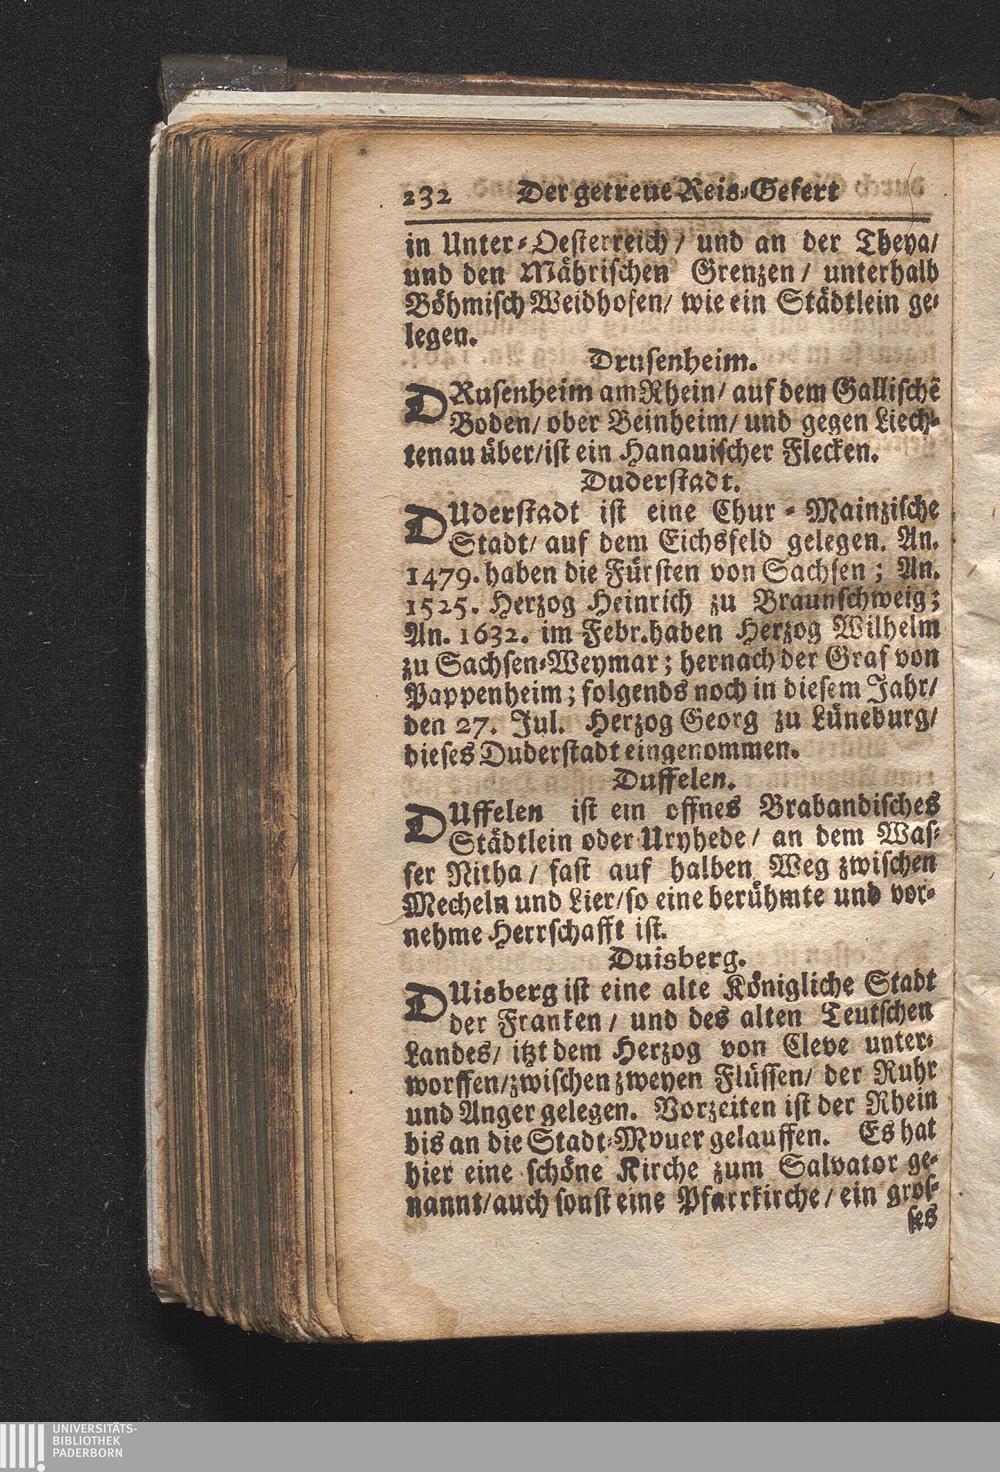 232 Der getreue Reis-Gefert
in Unter-Oesterreich / und an der Theya/
und den Mährischen Grenzen / unterhalb
Böhmisch Weidhofen/ wie ein Städtlein ge-
legen.
Drusenheim.
DRusenheim am Rhein/ auf dem Gallischẽ
Boden/ ober Beinheim/ und gegen Liech-
tenau über/ist ein Hanauischer Flecken.
Duderstadt.
DUderstadt ist eine Chur-Mainzische
Stadt/ auf dem Eichsfeld gelegen. An.
1479. haben die Fürsten von Sachsen; An.
1525. Herzog Heinrich zu Braunschweig;
An. 1632. im Febr. haben Herzog Wilhelm
zu Sachsen-Weymar; hernach der Graf von
Pappenheim; folgends noch in diesem Jahr/
den 27. Jul. Herzog Georg zu Lüneburg/
dieses Duderstadt eingenommen.
Duffelen.
DUffelen ist ein offnes Brabandisches
Städtlein oder Uryhede/ an dem Was-
ser Nitha/ fast auf halben Weg zwischen
Mecheln und Lier/so eine berühmte und vor-
nehme Herrschafft ist.
Duisberg.
DUisberg ist eine alte Königliche Stadt
der Franken / und des alten Teutschen
Landes/ itzt dem Herzog von Cleve unter-
worffen/zwischen zweyen Flüssen/ der Ruhr
und Anger gelegen. Vorzeiten ist der Rhein
bis an die Stadt-Mvuer gelauffen. Es hat
hier eine schöne Kirche zum Salvator ge-
nannt/auch sonst eine Pfarrkirche/ ein gros-
ses
UNIVERSITÄTS-
BIBLIOTHEK
PADERBORN